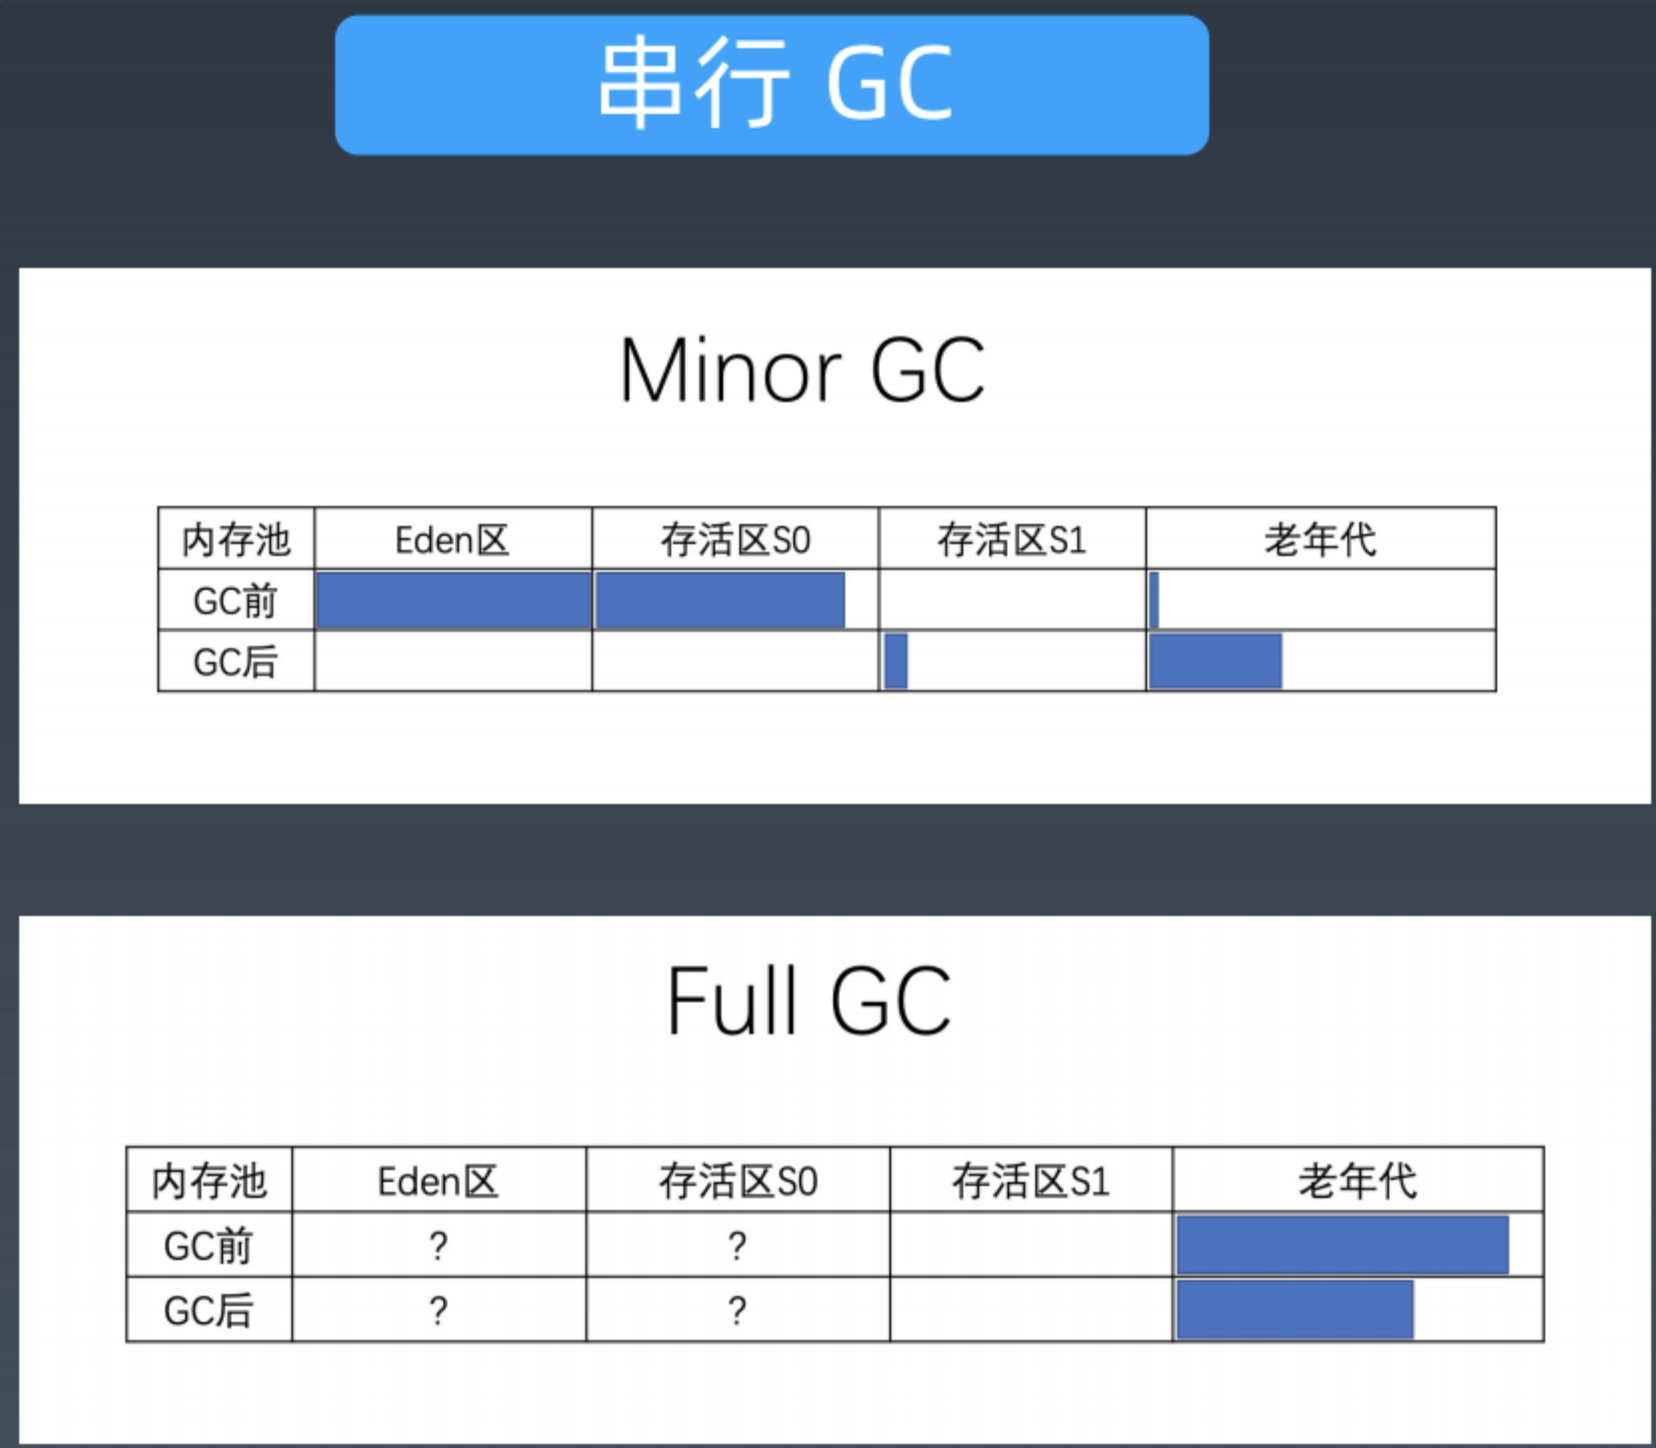 串行 GC
Minor GC
内存池 Eden区 存活区S0 存活区S1 老年代
GC前
GC后
Full GC
内存池 Eden区 存活区S0 存活区S1 老年代
GC前 ? ?
GC后 ? ?